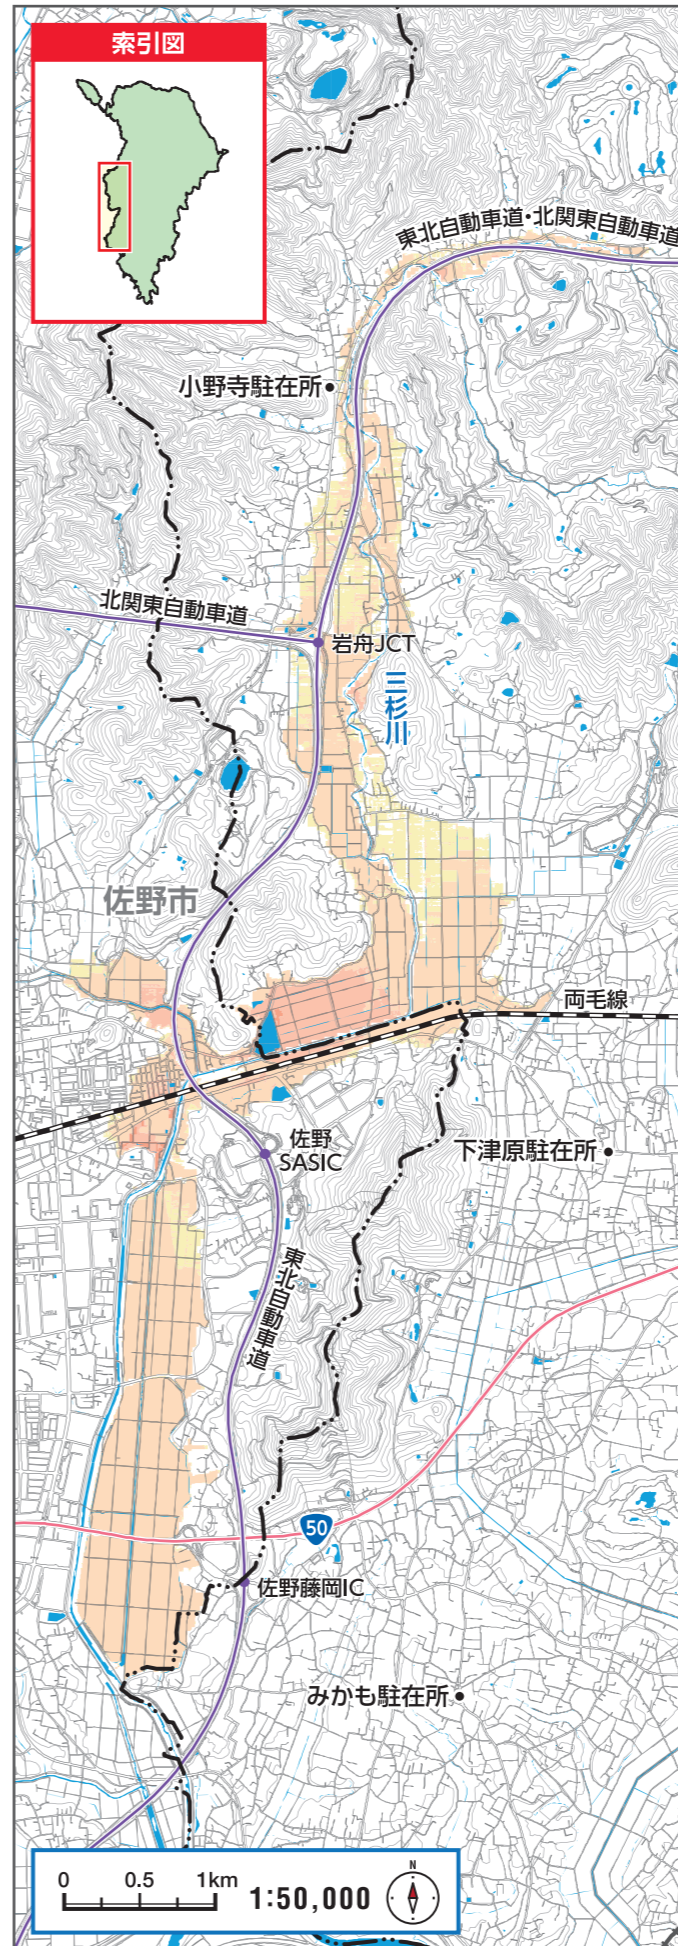 索引図
東北自動車道・北関東自動車道
小野寺駐在所
北関東自動車道
岩舟JCT
三杉川
佐野市
両毛線
佐野
SASIC
下津原駐在所
東北自動車道
50
佐野藤岡IC
みかも駐在所
0 0.5 1km
1:50,000
N